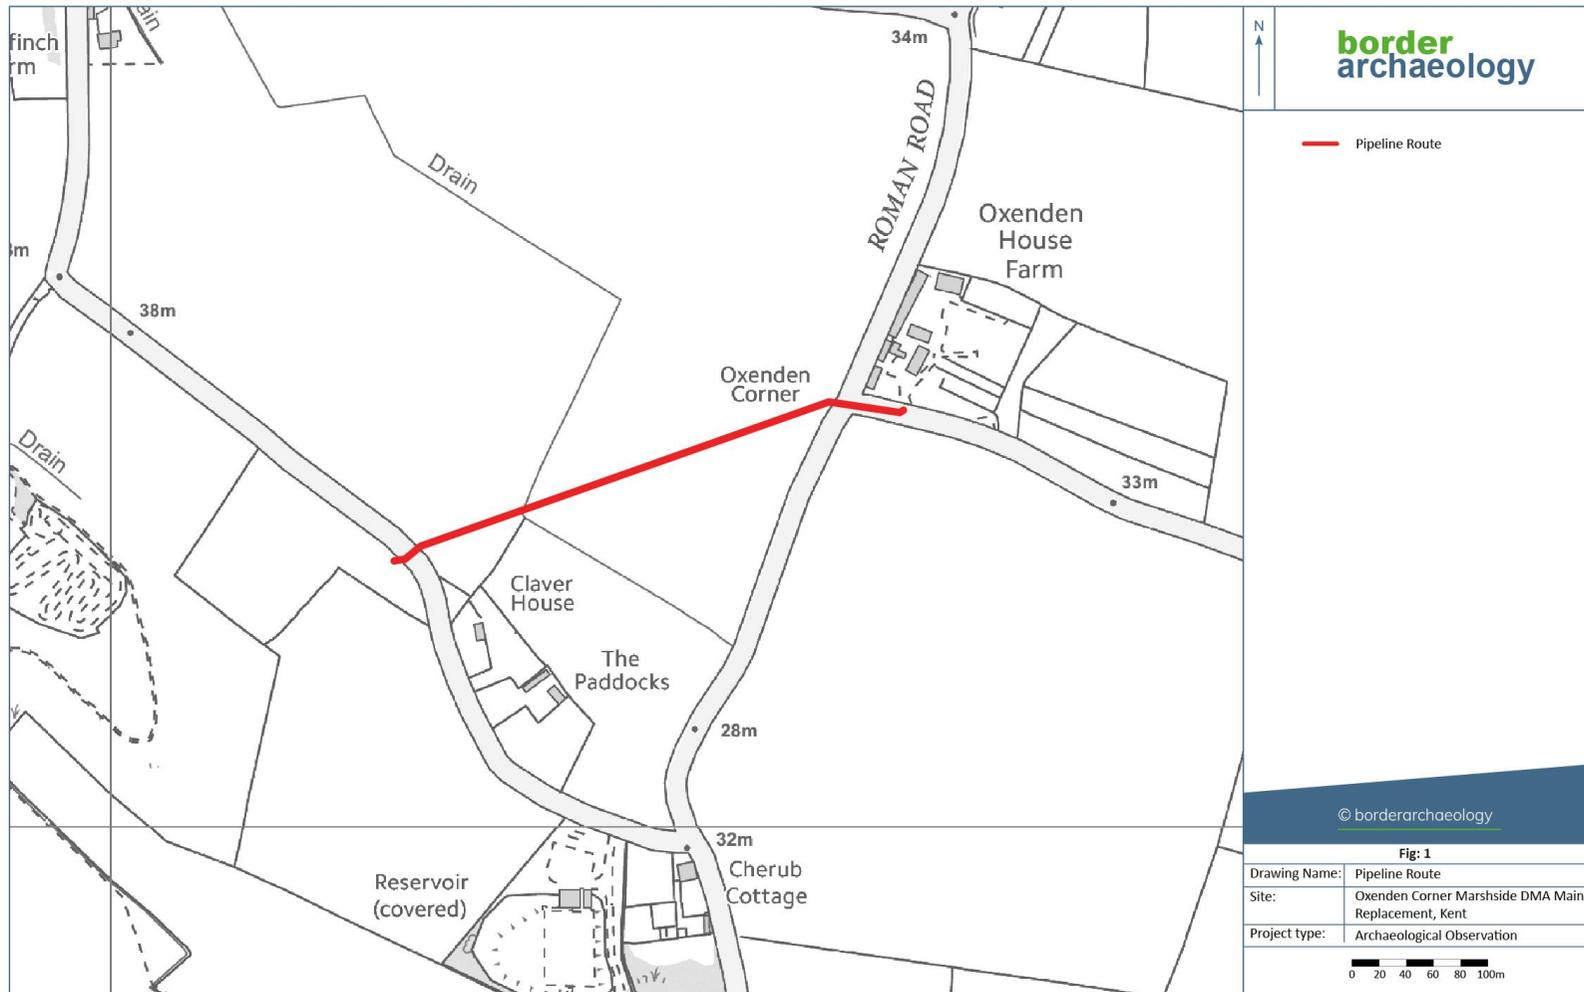 finch
rm
ain
34m
N
border
archaeology
Pipeline Route
ROMAN ROAD
Drain
Oxenden
House
Farm
3m
38m
Oxenden
Corner
Drain
33m
Claver
House
The
Paddocks
28m
32m
Cherub
Cottage
Reservoir
(covered)
© borderarchaeology
Fig: 1
Drawing Name: Pipeline Route
Site: Oxenden Corner Marshside DMA Main
Replacement, Kent
Project type: Archaeological Observation
0 20 40 60 80 100m